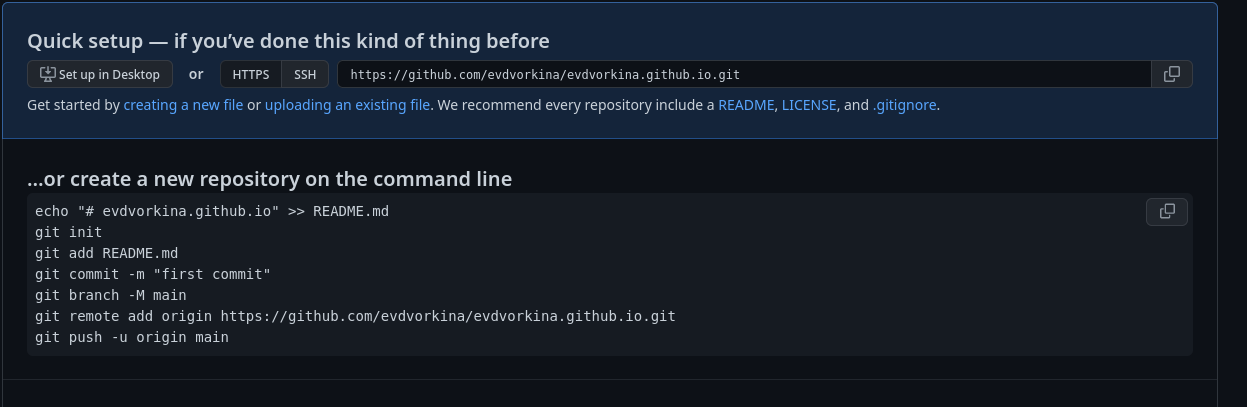 Quick setup — if you’ve done this kind of thing before
Set up in Desktop or HTTPS SSH https://github.com/evdvorkina/evdvorkina.github.io.git
Get started by creating a new file or uploading an existing file. We recommend every repository include a README, LICENSE, and .gitignore.
…or create a new repository on the command line
echo "# evdvorkina.github.io" >> README.md
git init
git add README.md
git commit -m "first commit"
git branch -M main
git remote add origin https://github.com/evdvorkina/evdvorkina.github.io.git
git push -u origin main